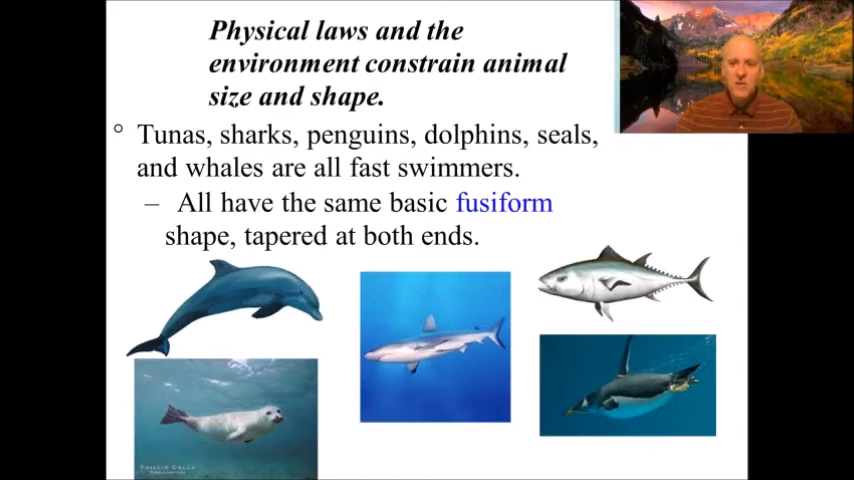 Physical laws and the
environment constrain animal
size and shape.
° Tunas, sharks, penguins, dolphins, seals,
and whales are all fast swimmers.
– All have the same basic fusiform
shape, tapered at both ends.
PHILLIP COLLA